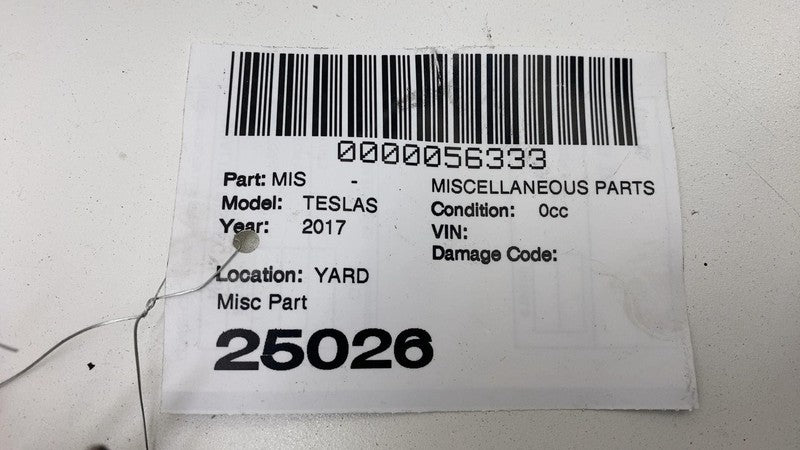 0000056333
Part: MIS - MISCELLANEOUS PARTS
Model: TESLAS Condition: 0cc
Year: 2017 VIN:
Damage Code:
Location: YARD
Misc Part
25026